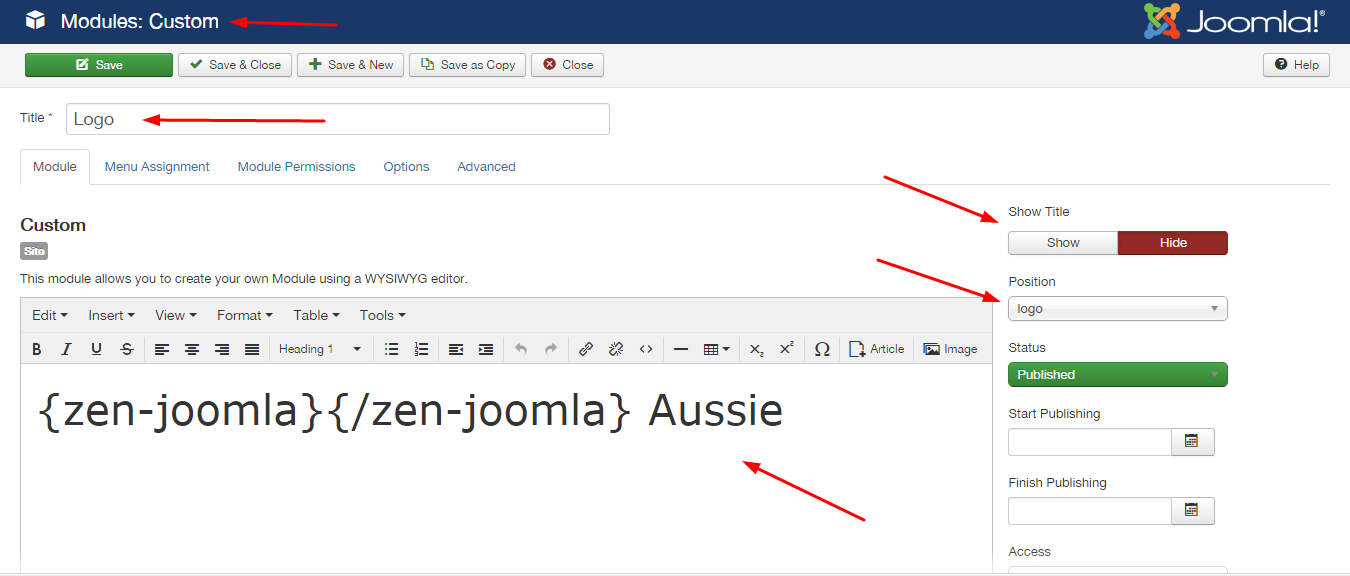 Modules: Custom
Joomla!®
Save
Save & Close
Save & New
Save as Copy
Close
Help
Title *
Logo
Module
Menu Assignment
Module Permissions
Options
Advanced
Custom
Site
This module allows you to create your own Module using a WYSIWYG editor.
Edit
Insert
View
Format
Table
Tools
B
I
U
S
Heading 1
X₂
X²
Ω
Article
Image
{zen-joomla}{/zen-joomla} Aussie
Show Title
Show
Hide
Position
logo
Status
Published
Start Publishing
Finish Publishing
Access